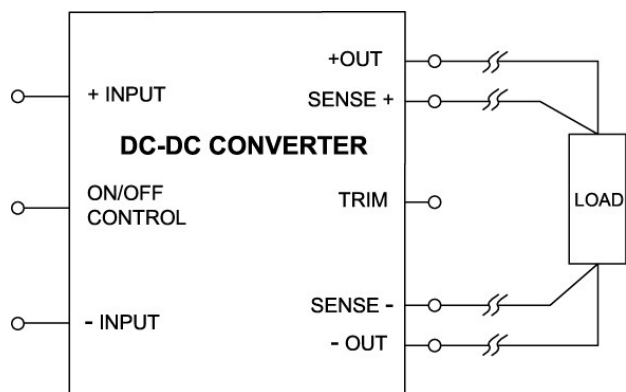 +OUT
+ INPUT
SENSE +
DC-DC CONVERTER
ON/OFF
CONTROL
TRIM
LOAD
SENSE -
- INPUT
- OUT